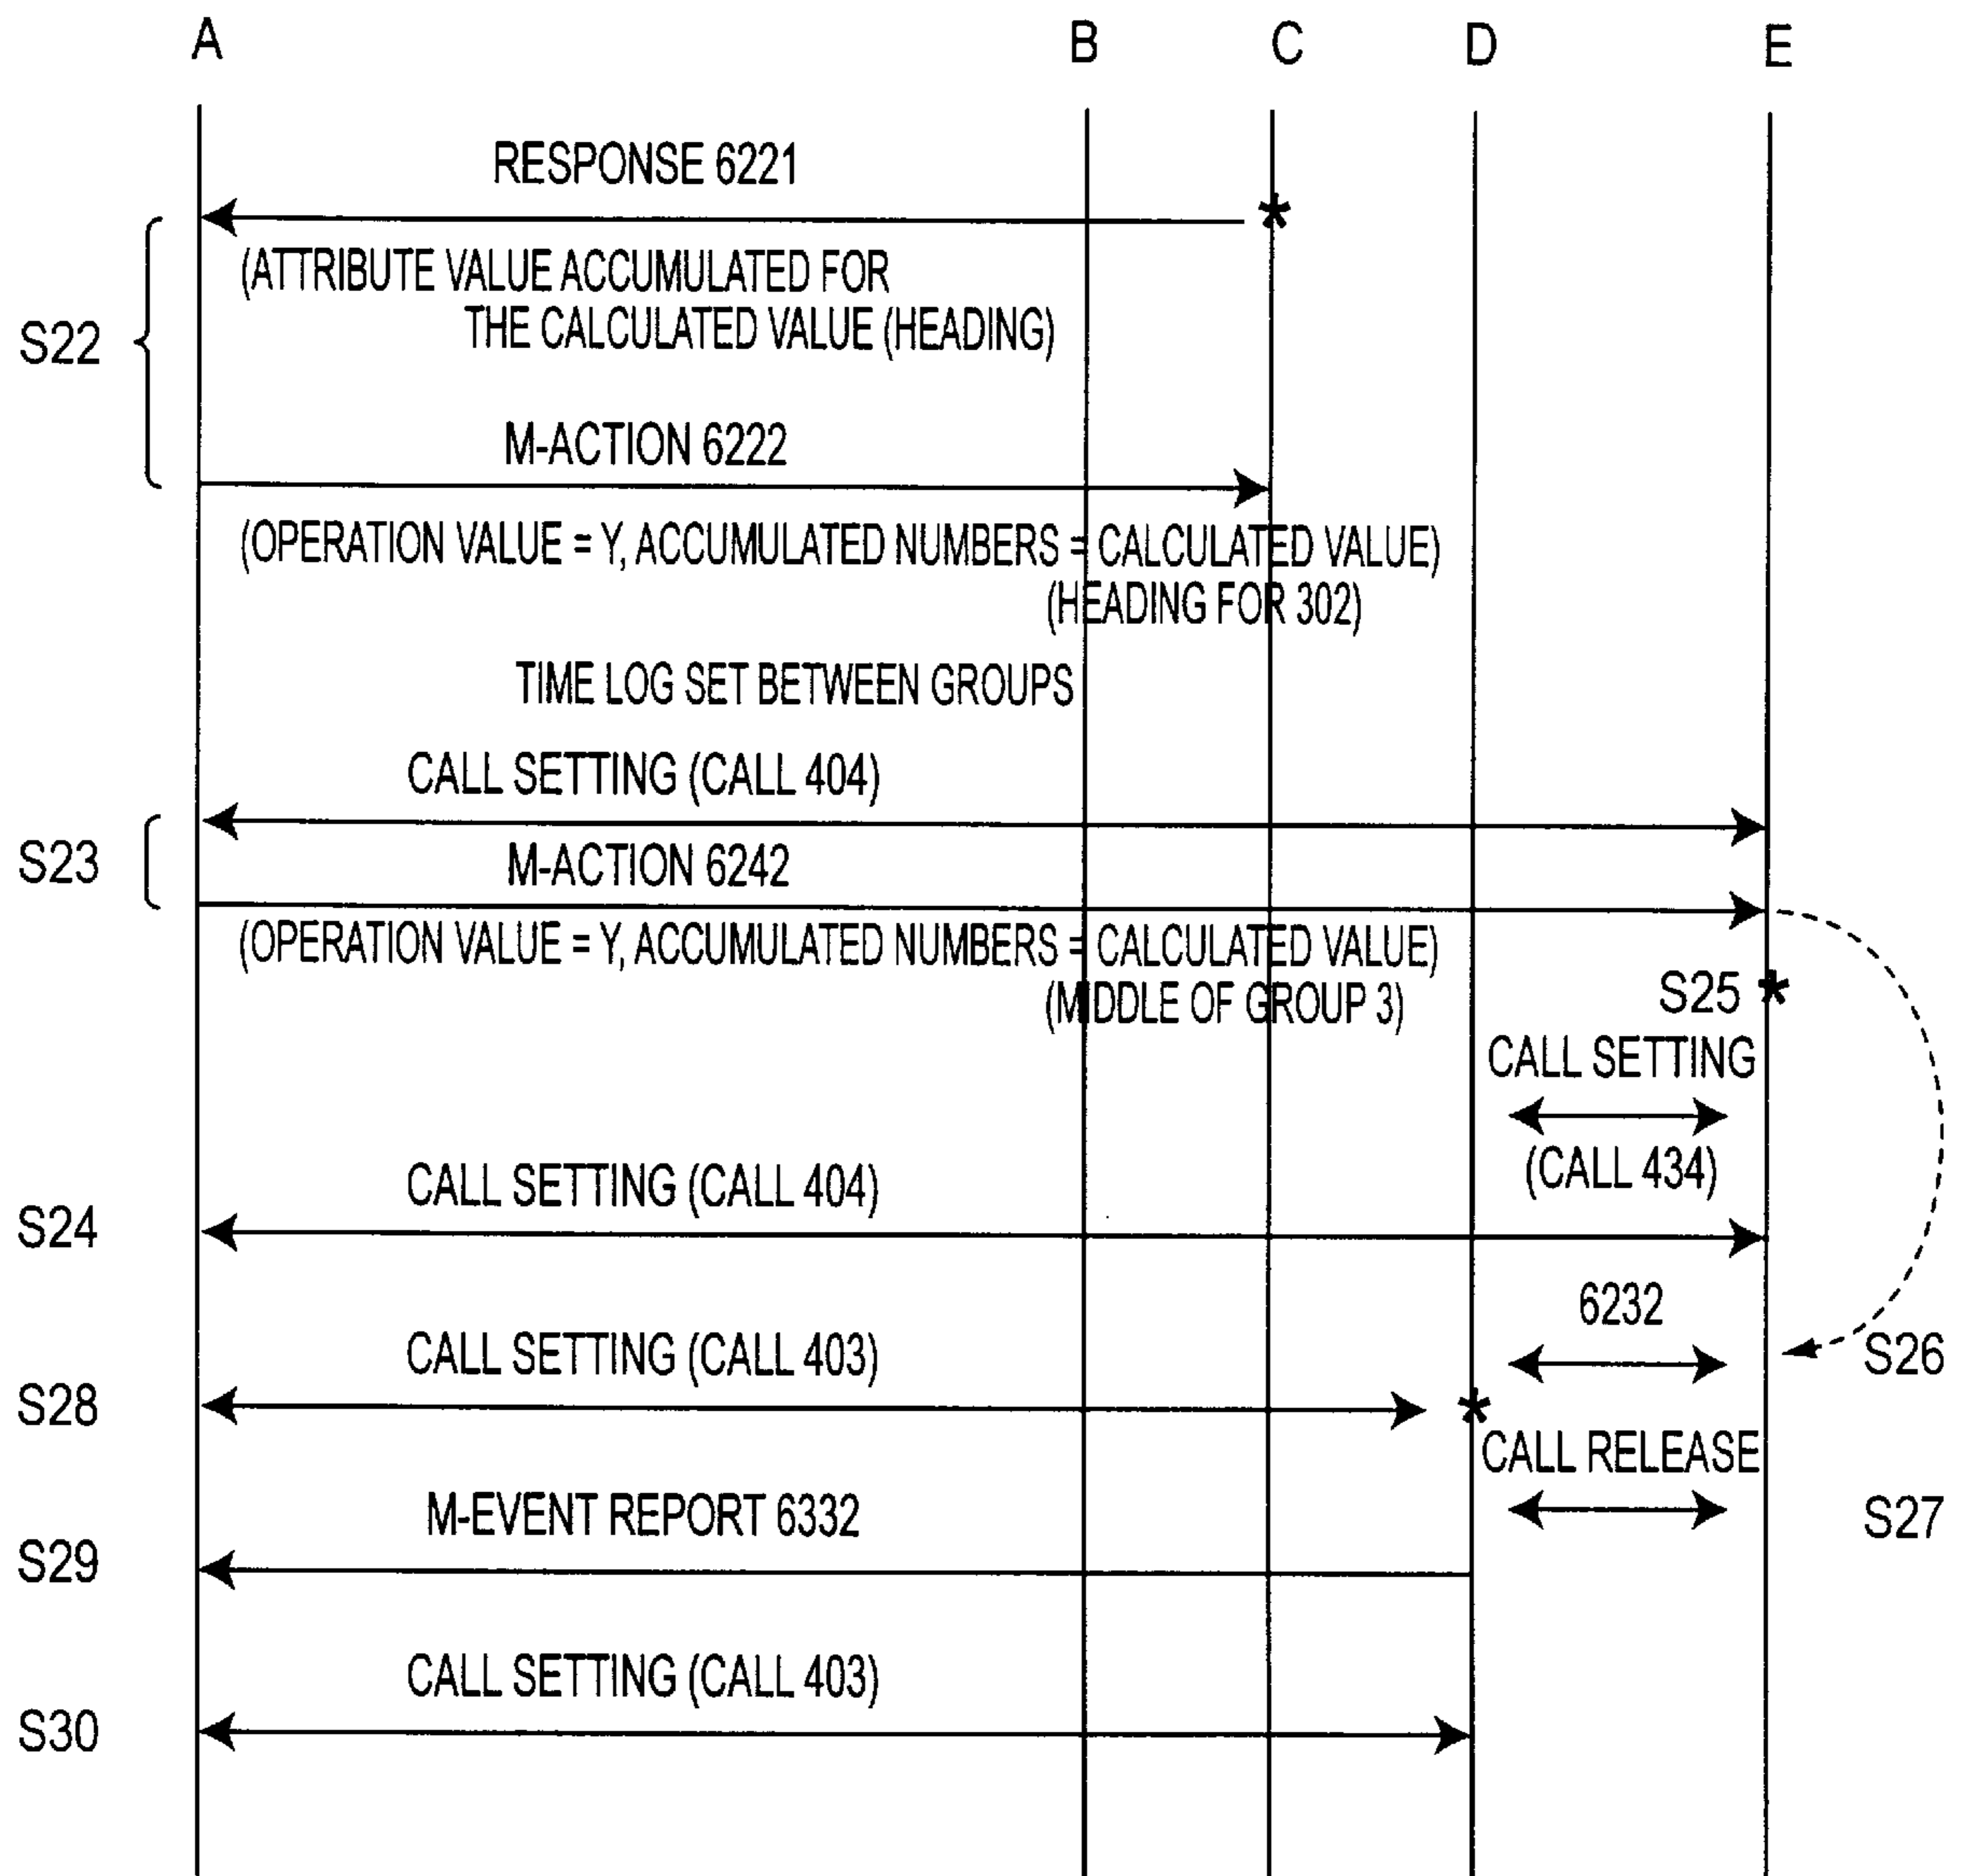 A B C D E
RESPONSE 6221
(ATTRIBUTE VALUE ACCUMULATED FOR
THE CALCULATED VALUE (HEADING)
S22
M-ACTION 6222
(OPERATION VALUE = Y, ACCUMULATED NUMBERS = CALCULATED VALUE)
(HEADING FOR 302)
TIME LOG SET BETWEEN GROUPS
CALL SETTING (CALL 404)
S23
M-ACTION 6242
(OPERATION VALUE = Y, ACCUMULATED NUMBERS = CALCULATED VALUE)
(MIDDLE OF GROUP 3)
S25 *
CALL SETTING
(CALL 434)
CALL SETTING (CALL 404)
S24
6232
S26
CALL SETTING (CALL 403)
S28
CALL RELEASE
S27
M-EVENT REPORT 6332
S29
CALL SETTING (CALL 403)
S30